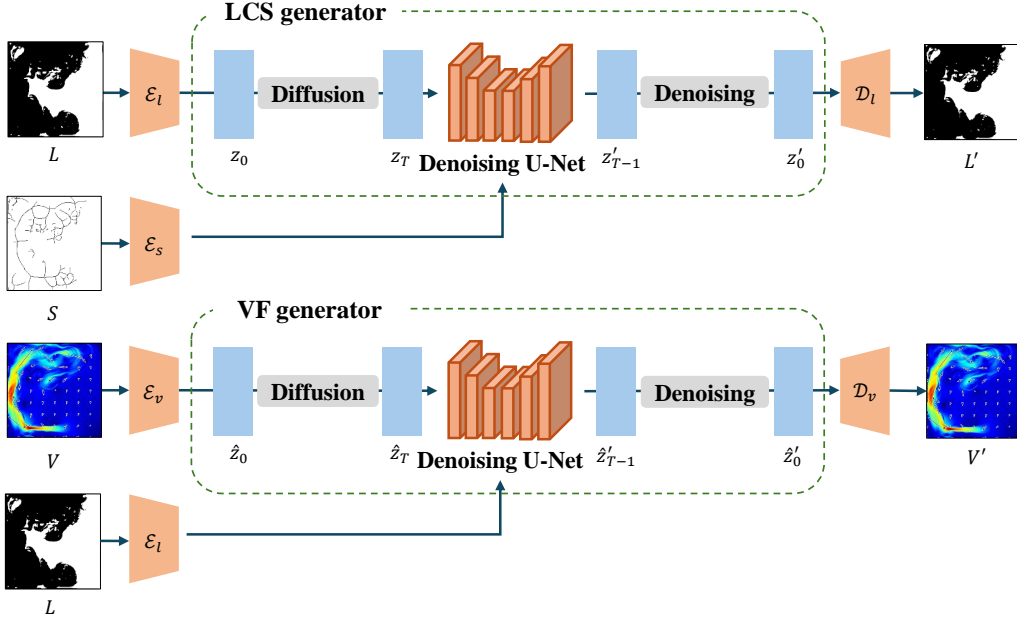 LCS generator
L
ℰ_l
z_0
Diffusion
z_T
Denoising U-Net
z'_{T−1}
Denoising
z'_0
𝒟_l
L'
S
ℰ_s
VF generator
V
ℰ_v
ẑ_0
Diffusion
ẑ_T
Denoising U-Net
ẑ'_{T−1}
Denoising
ẑ'_0
𝒟_v
V'
L
ℰ_l